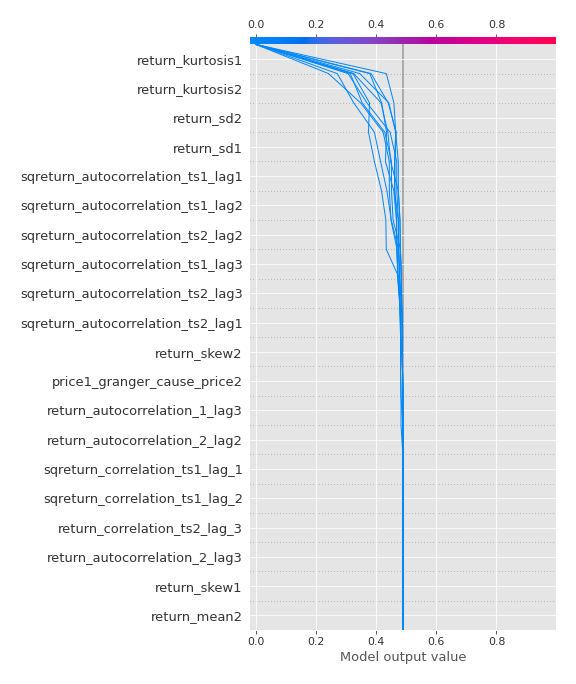 0.0 0.2 0.4 0.6 0.8
return_kurtosis1
return_kurtosis2
return_sd2
return_sd1
sqreturn_autocorrelation_ts1_lag1
sqreturn_autocorrelation_ts1_lag2
sqreturn_autocorrelation_ts2_lag2
sqreturn_autocorrelation_ts1_lag3
sqreturn_autocorrelation_ts2_lag3
sqreturn_autocorrelation_ts2_lag1
return_skew2
price1_granger_cause_price2
return_autocorrelation_1_lag3
return_autocorrelation_2_lag2
sqreturn_correlation_ts1_lag_1
sqreturn_correlation_ts1_lag_2
return_correlation_ts2_lag_3
return_autocorrelation_2_lag3
return_skew1
return_mean2
0.0 0.2 0.4 0.6 0.8
Model output value